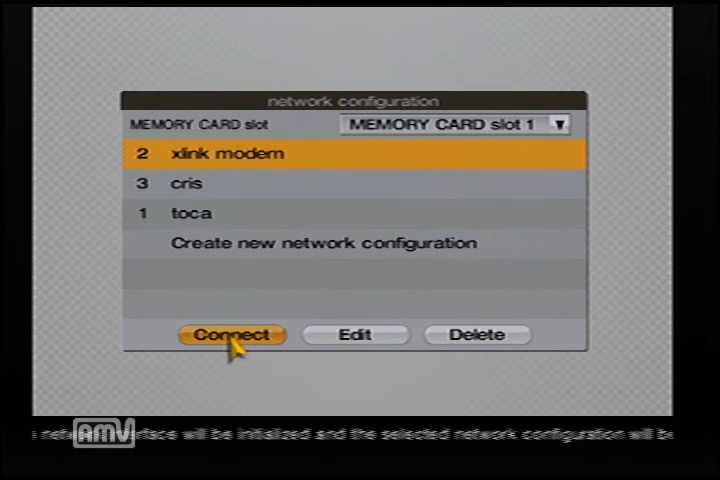 network configuration
MEMORY CARD slot MEMORY CARD slot 1
2 xlink modem
3 cris
1 toca
Create new network configuration
Connect Edit Delete
AMV will be initialized and the selected network configuration will be